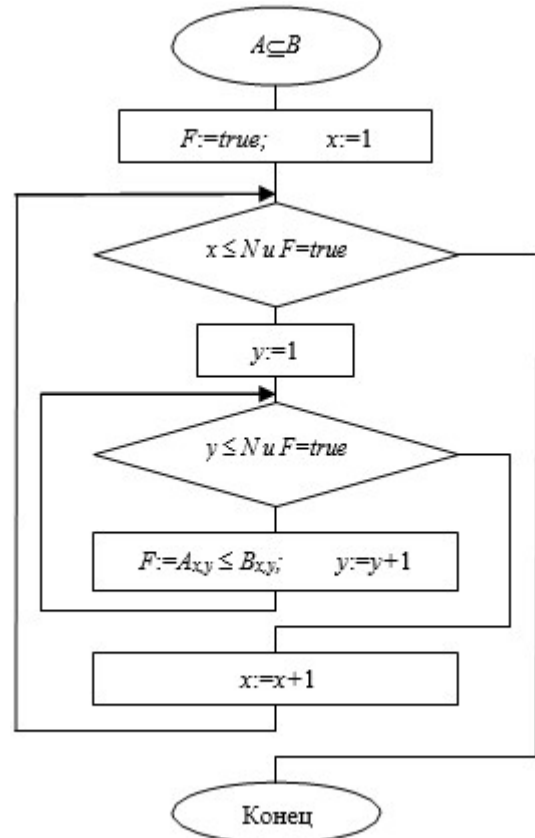 A⊆B
F:=true; x:=1
x ≤ N и F=true
y:=1
y ≤ N и F=true
F:=Ax,y ≤ Bx,y; y:=y+1
x:=x+1
Конец